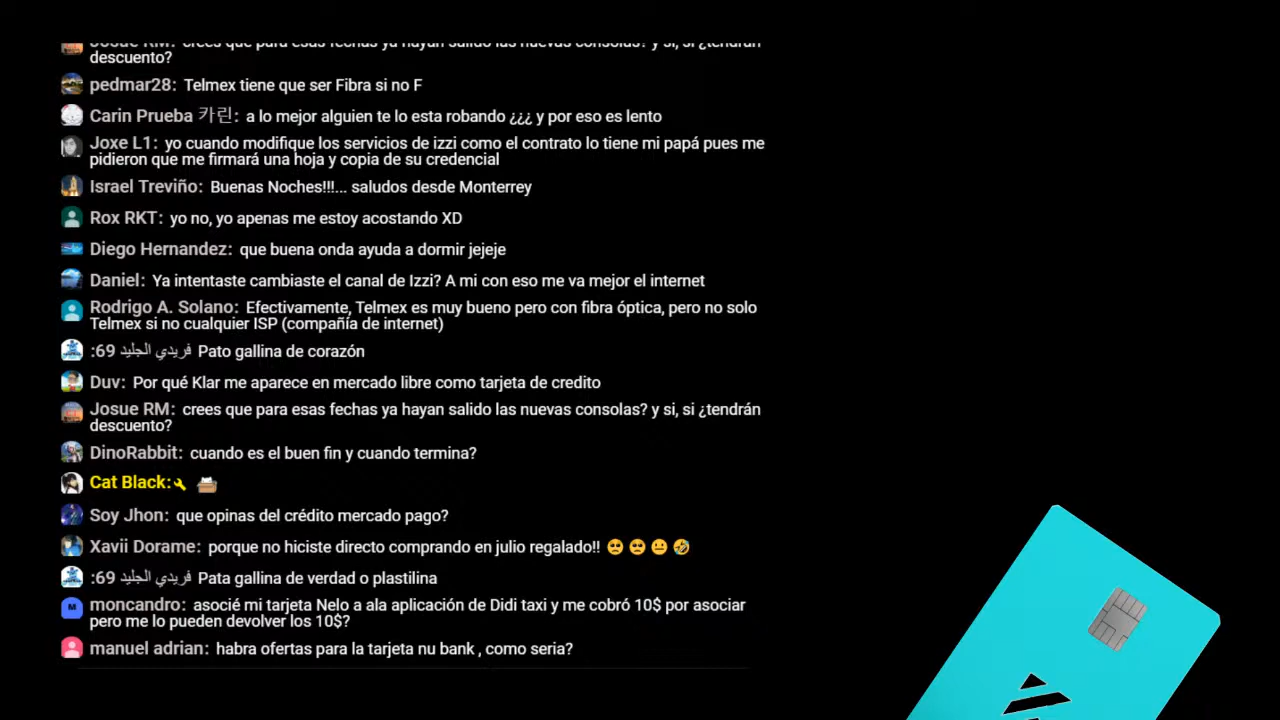 Josue RM: crees que para esas fechas ya hayan salido las nuevas consolas? y si, si ¿tendrán
descuento?
pedmar28: Telmex tiene que ser Fibra si no F
Carin Prueba 카린: a lo mejor alguien te lo esta robando ¿¿¿ y por eso es lento
Joxe L1: yo cuando modifique los servicios de izzi como el contrato lo tiene mi papá pues me
pidieron que me firmará una hoja y copia de su credencial
Israel Treviño: Buenas Noches!!!... saludos desde Monterrey
Rox RKT: yo no, yo apenas me estoy acostando XD
Diego Hernandez: que buena onda ayuda a dormir jejeje
Daniel: Ya intentaste cambiaste el canal de Izzi? A mi con eso me va mejor el internet
Rodrigo A. Solano: Efectivamente, Telmex es muy bueno pero con fibra óptica, pero no solo
Telmex si no cualquier ISP (compañía de internet)
:69 فريدي الجليد Pato gallina de corazón
Duv: Por qué Klar me aparece en mercado libre como tarjeta de credito
Josue RM: crees que para esas fechas ya hayan salido las nuevas consolas? y si, si ¿tendrán
descuento?
DinoRabbit: cuando es el buen fin y cuando termina?
Cat Black:
Soy Jhon: que opinas del crédito mercado pago?
Xavii Dorame: porque no hiciste directo comprando en julio regalado!! 🥺 🥺 😐 🤣
:69 فريدي الجليد Pata gallina de verdad o plastilina
M
moncandro: asocié mi tarjeta Nelo a ala aplicación de Didi taxi y me cobró 10$ por asociar
pero me lo pueden devolver los 10$?
manuel adrian: habra ofertas para la tarjeta nu bank , como seria?